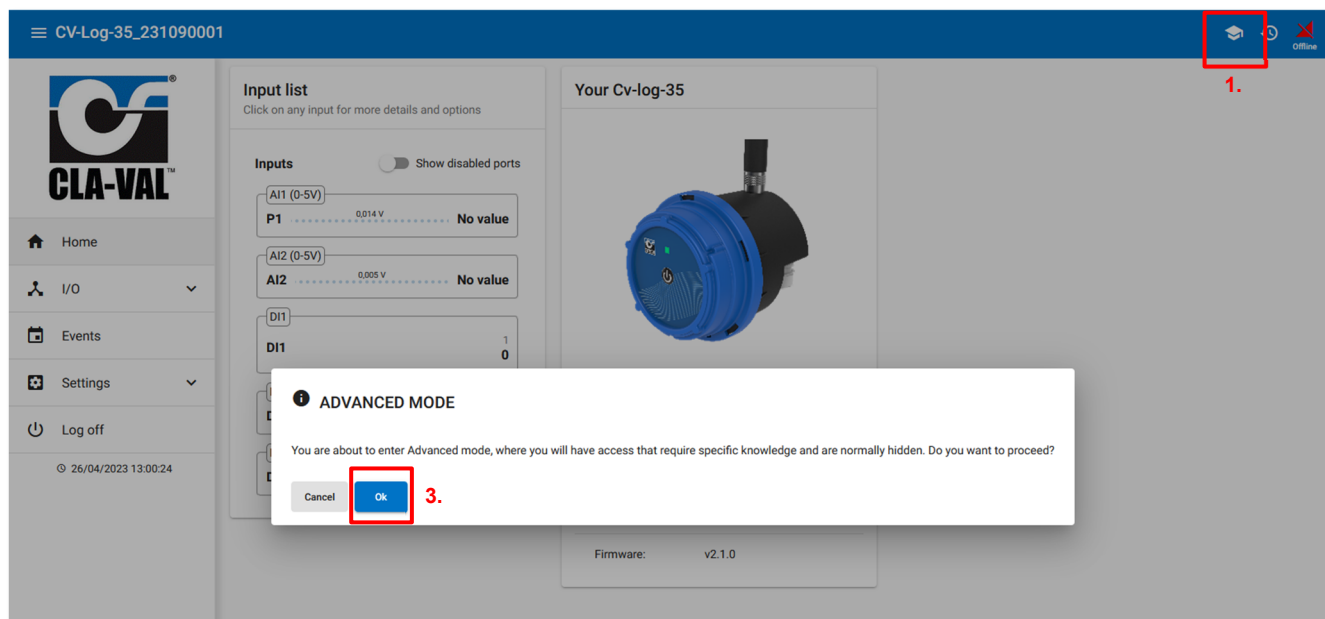 CV-Log-35_231090001
Offline
1.
®
CLA-VAL™
Home
I/O
Events
Settings
Log off
26/04/2023 13:00:24
Input list
Click on any input for more details and options
Inputs
Show disabled ports
AI1 (0-5V)
P1 0,014 V No value
AI2 (0-5V)
AI2 0,005 V No value
DI1
1
DI1
0
Your Cv-log-35
ADVANCED MODE
You are about to enter Advanced mode, where you will have access that require specific knowledge and are normally hidden. Do you want to proceed?
Cancel
Ok
3.
Firmware: v2.1.0